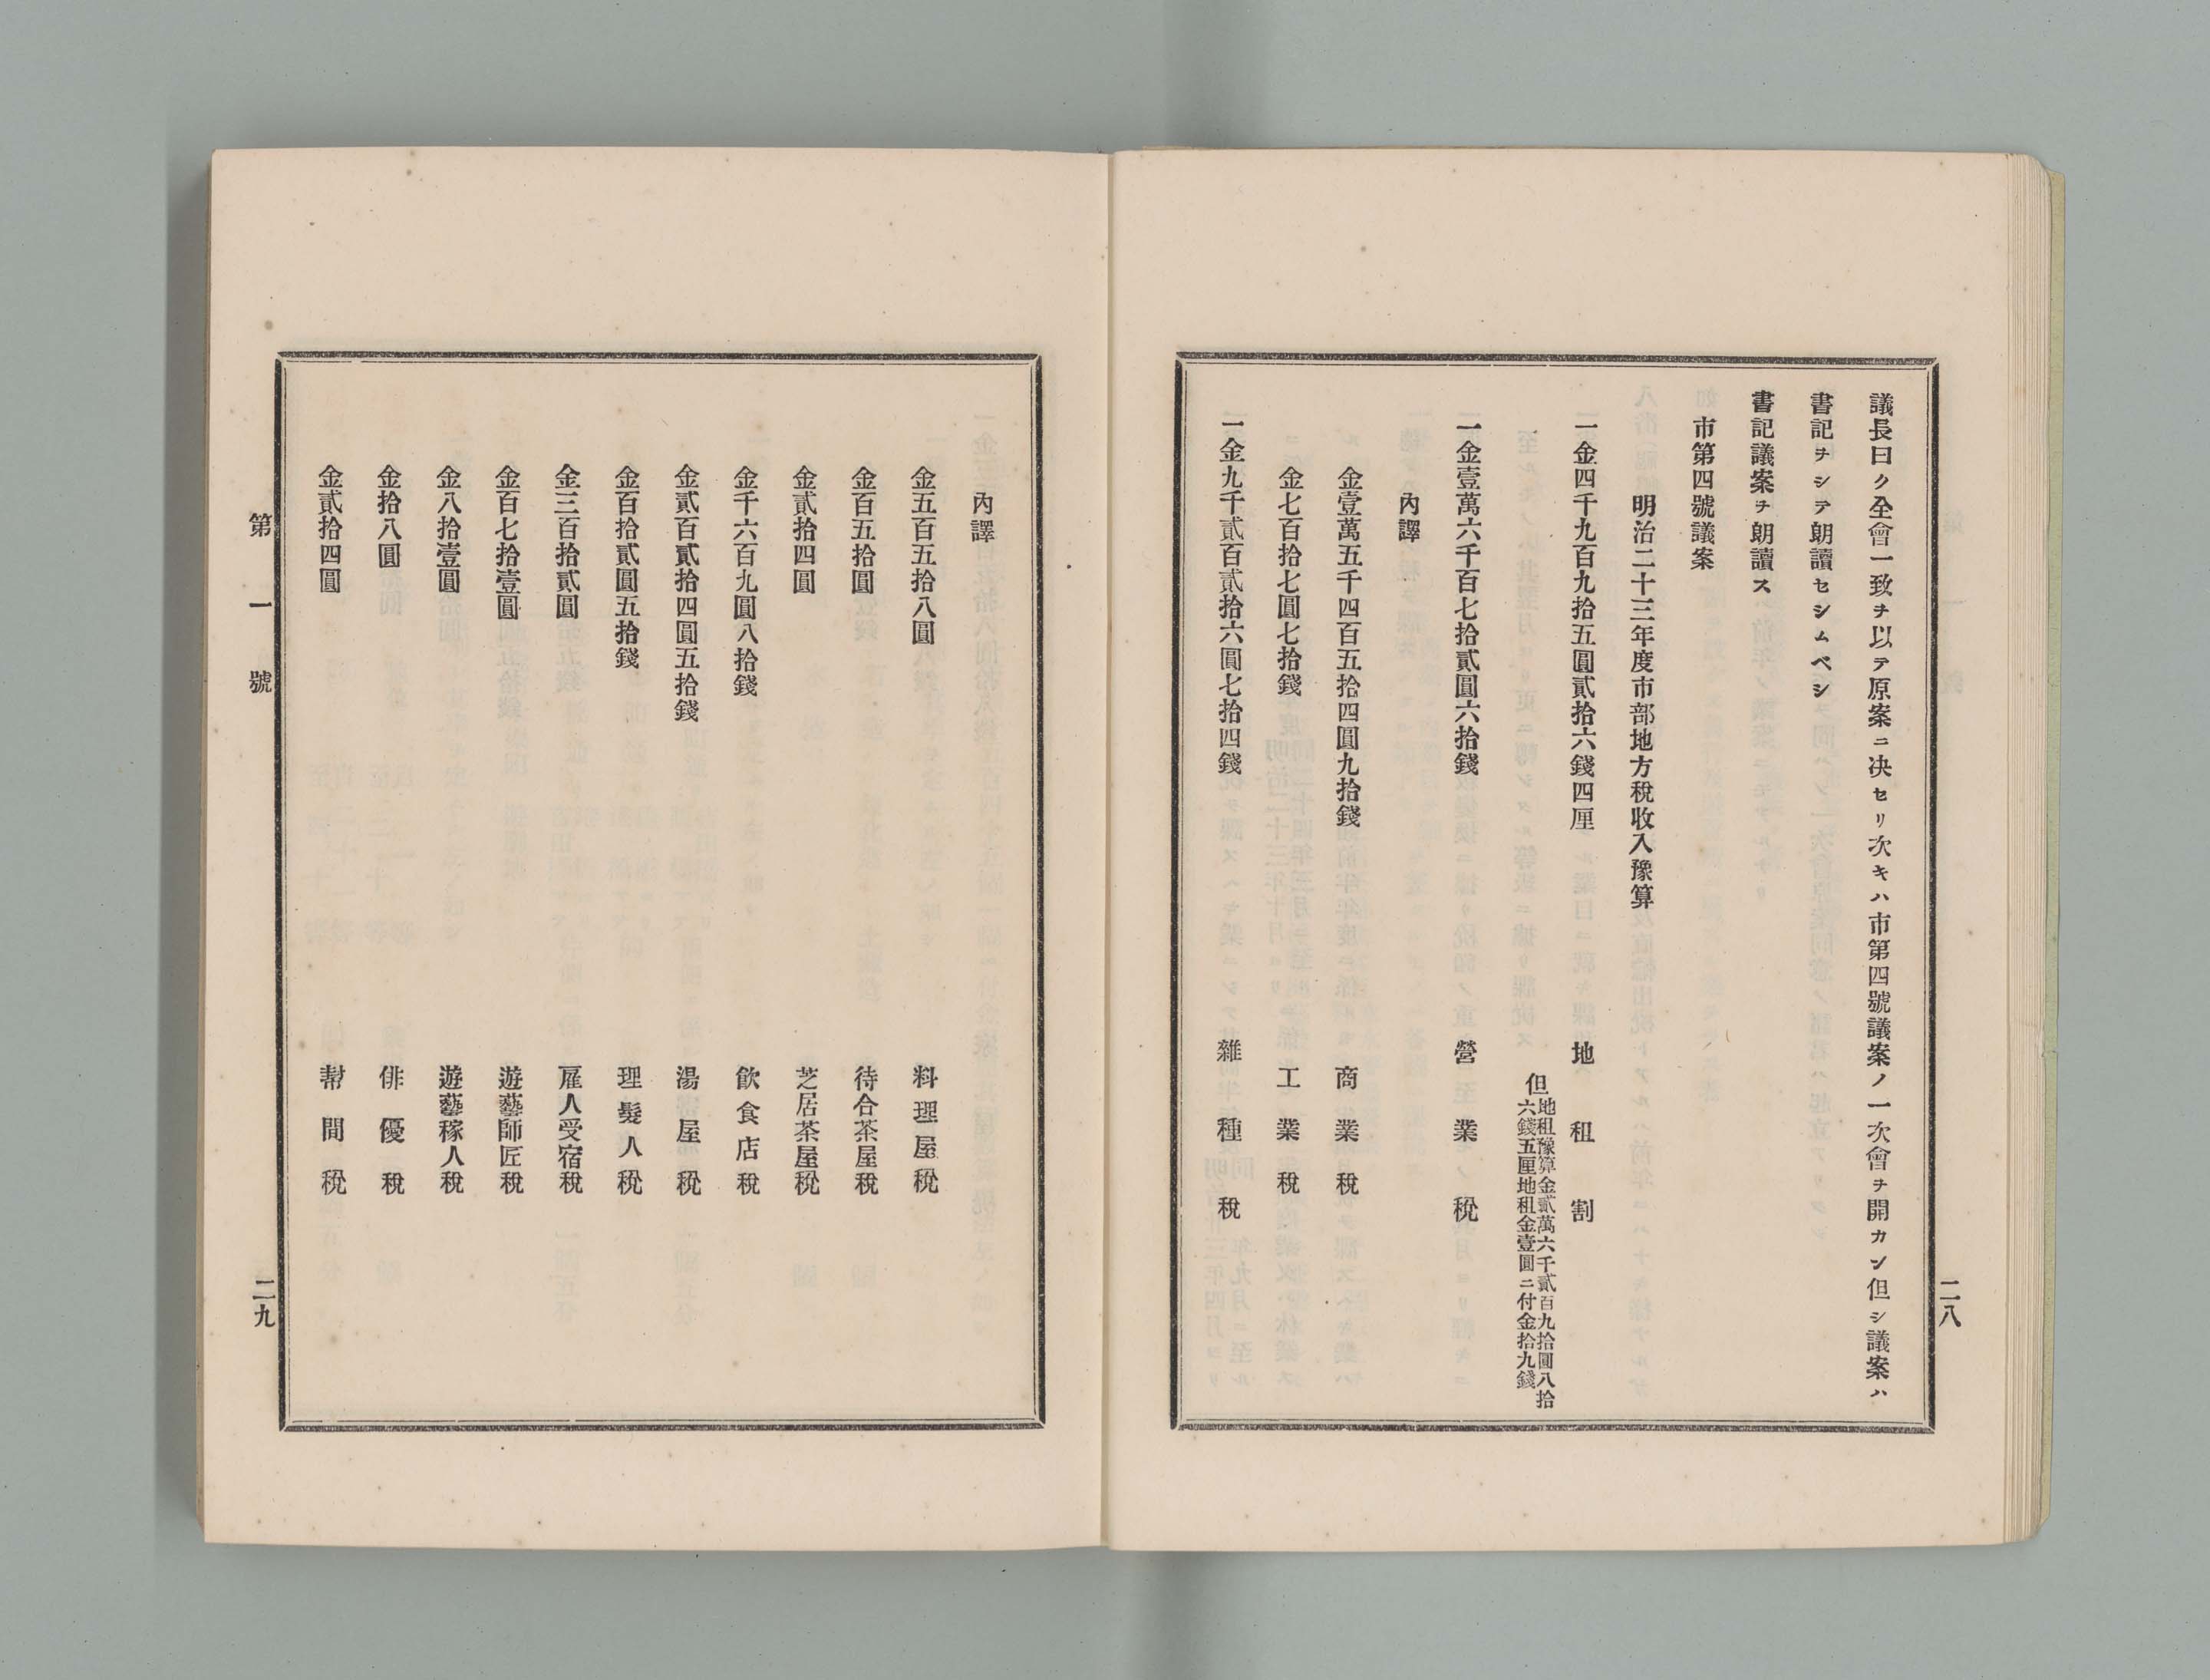 議長曰ク全會一致ヲ以テ原案ニ决セリ次キハ市第四號議案ノ一次會ヲ開カン但シ議案ハ
書記ヲシテ朗讀セシムベシ
書記議案ヲ朗讀ス
市第四號議案
明治二十三年度市部地方稅收入豫算
一金四千九百九拾五圓貳拾六錢四厘 地租割
但地租豫算金貳萬六千貳百九拾圓八拾
六錢五厘地租金壹圓ニ付金拾九錢
一金壹萬六千百七拾貳圓六拾錢 營業稅
內譯
金壹萬五千四百五拾四圓九拾錢 商業稅
金七百拾七圓七拾錢 工業稅
一金九千貳百貳拾六圓七拾四錢 雜種稅
二八
內譯
金五百五拾八圓 料理屋稅
金百五拾圓 待合茶屋稅
金貳拾四圓 芝居茶屋稅
金千六百九圓八拾錢 飮食店稅
金貳百貳拾四圓五拾錢 湯屋稅
金百拾貳圓五拾錢 理髮人稅
金三百拾貳圓 雇人受宿稅
金百七拾壹圓 遊藝師匠稅
金八拾壹圓 遊藝稼人稅
金拾八圓 俳優稅
金貳拾四圓 幇間稅
第一號
二九